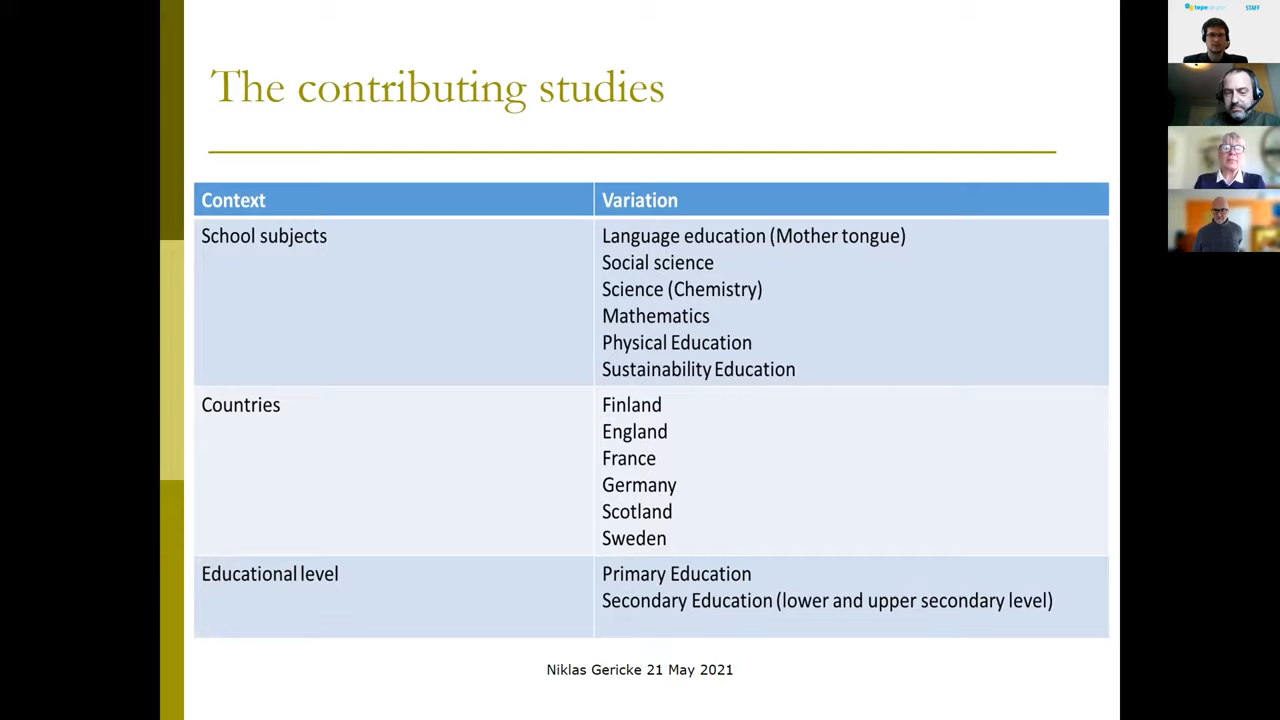 The contributing studies
Context
Variation
School subjects
Language education (Mother tongue)
Social science
Science (Chemistry)
Mathematics
Physical Education
Sustainability Education
Countries
Finland
England
France
Germany
Scotland
Sweden
Educational level
Primary Education
Secondary Education (lower and upper secondary level)
Niklas Gericke 21 May 2021
tepe
STAFF